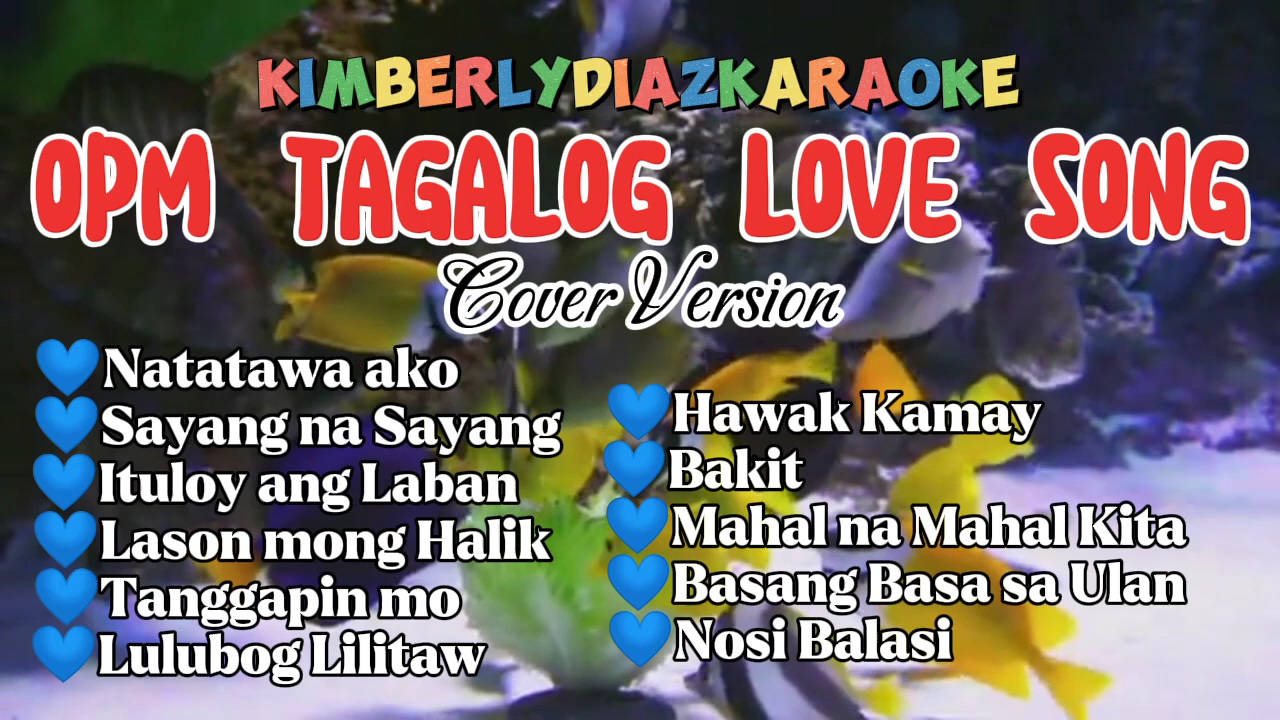 KIMBERLYDIAZKARAOKE
OPM TAGALOG LOVE SONG
Cover Version
Natatawa ako
Sayang na Sayang
Ituloy ang Laban
Lason mong Halik
Tanggapin mo
Lulubog Lilitaw
Hawak Kamay
Bakit
Mahal na Mahal Kita
Basang Basa sa Ulan
Nosi Balasi